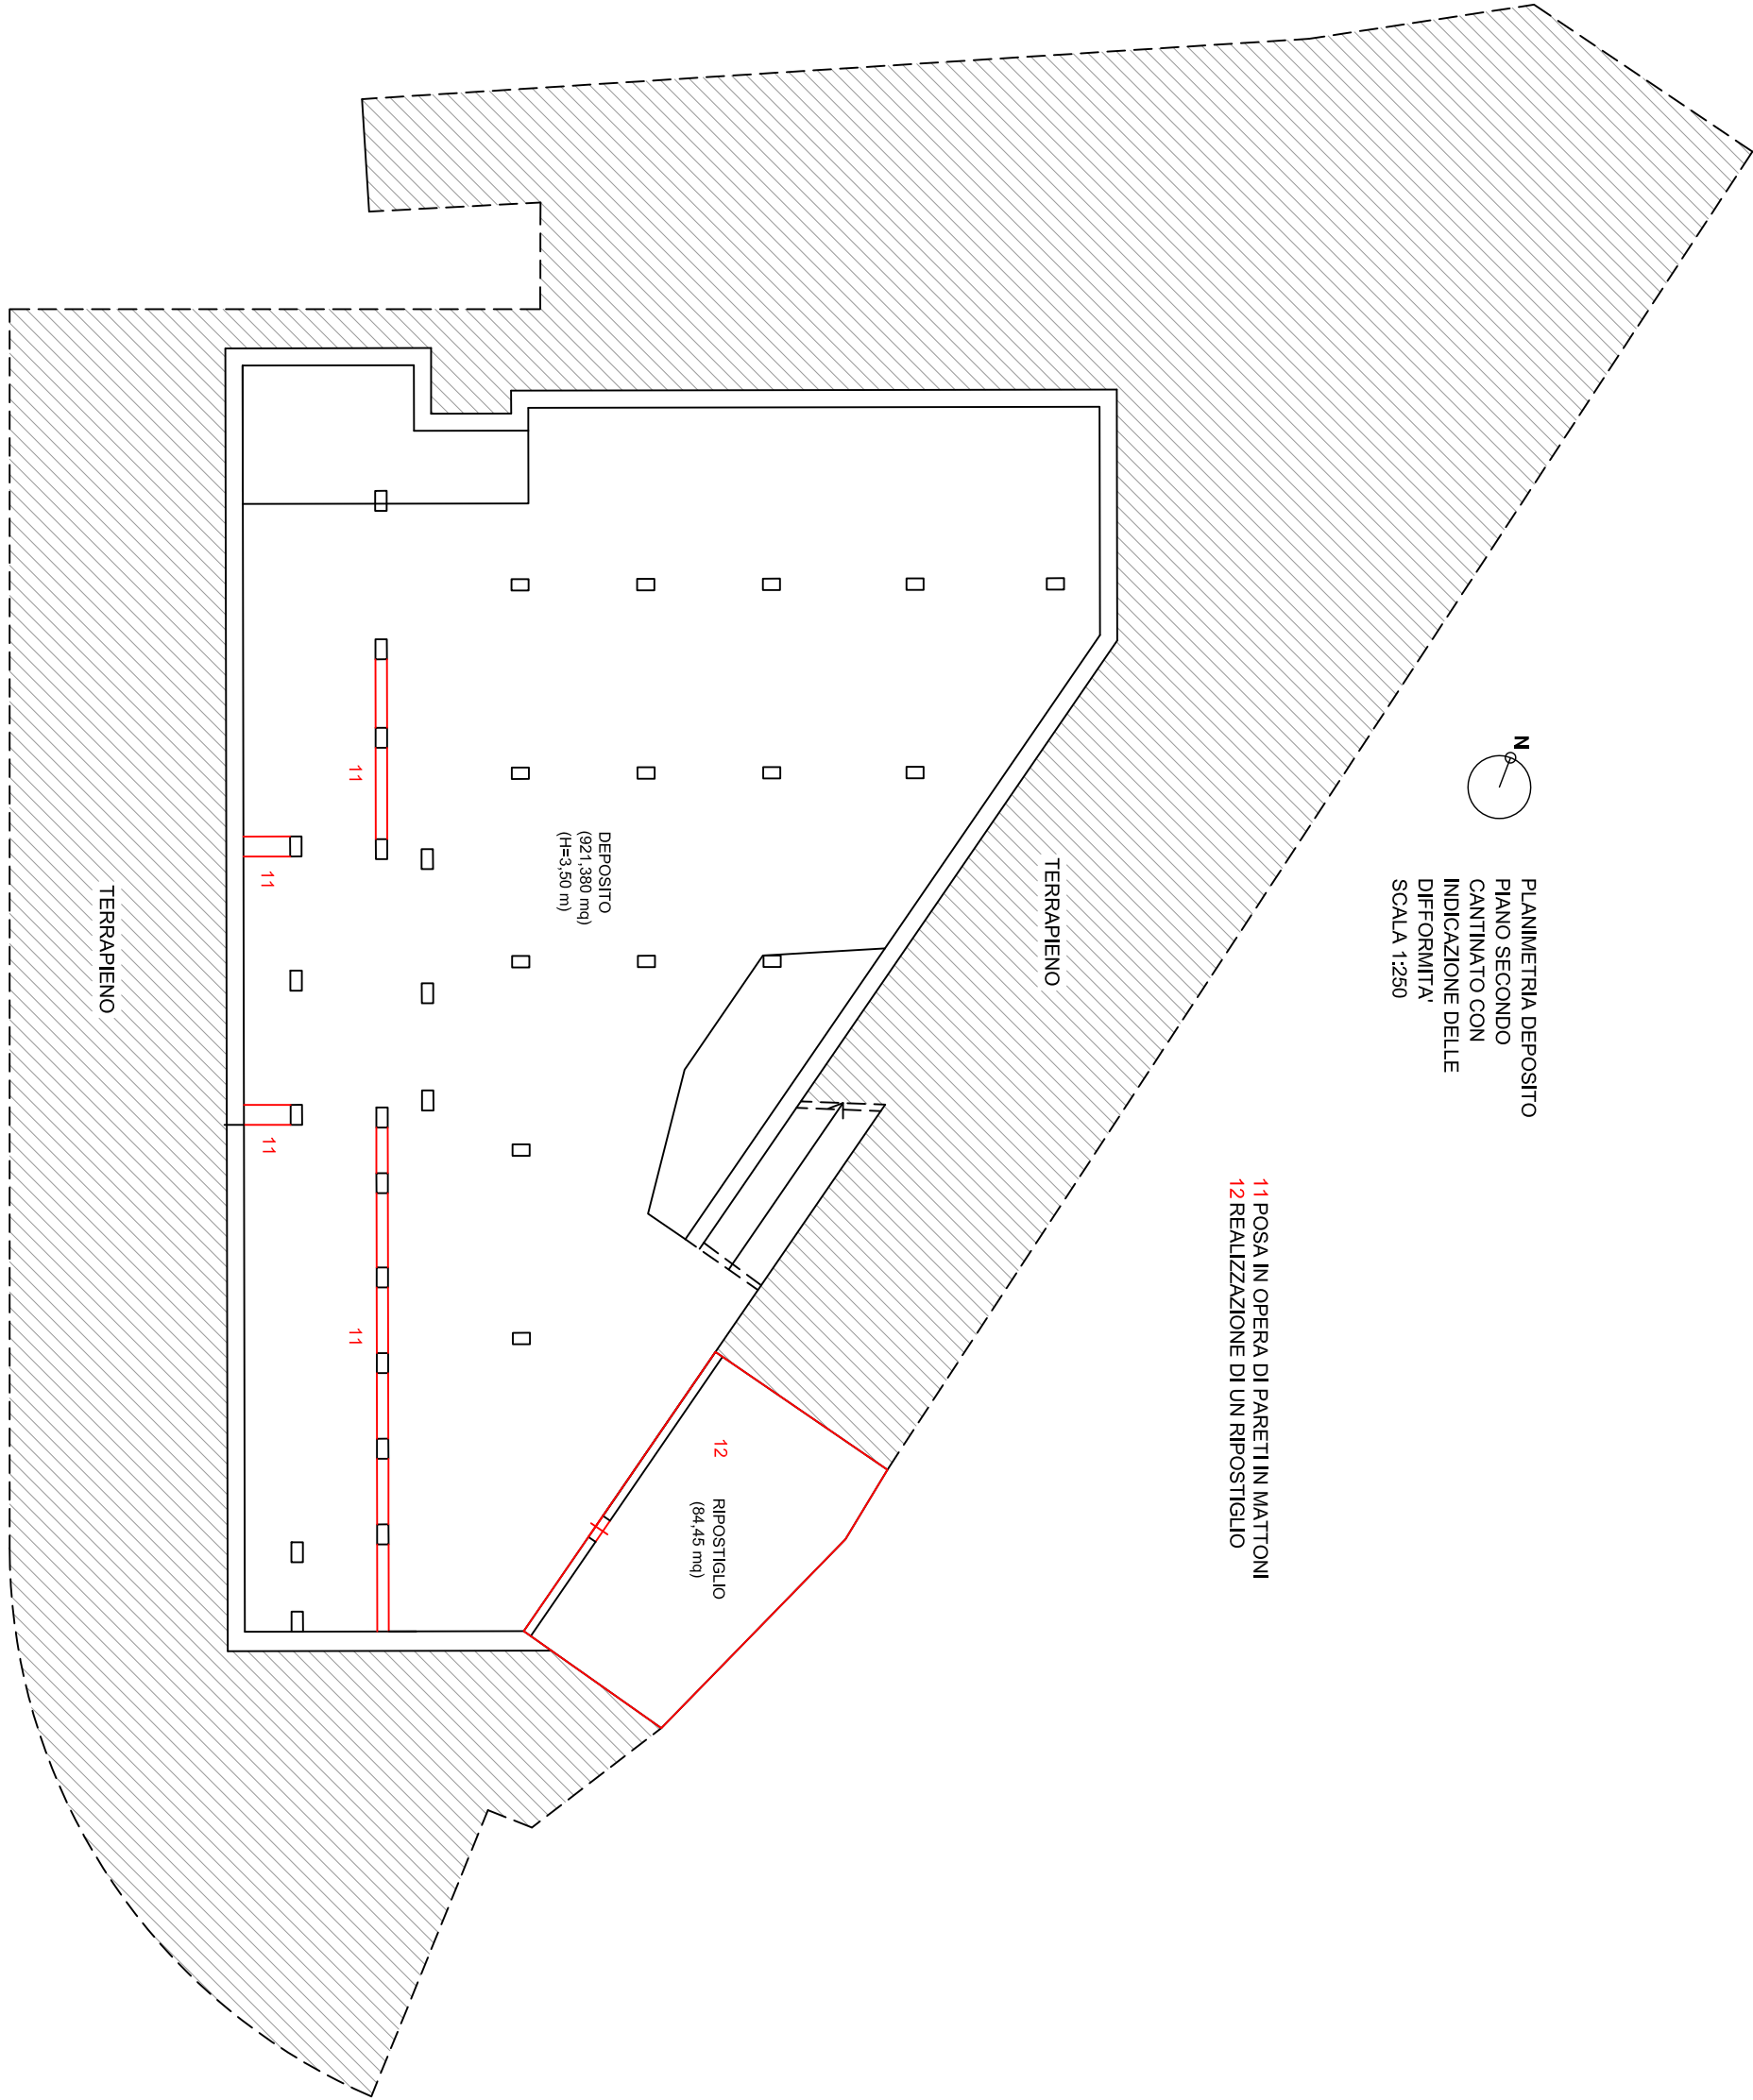 N
PLANIMETRIA DEPOSITO
PIANO SECONDO
CANTINATO CON
INDICAZIONE DELLE
DIFFORMITA'
SCALA 1:250
11 POSA IN OPERA DI PARETI IN MATTONI
12 REALIZZAZIONE DI UN RIPOSTIGLIO
TERRAPIENO
DEPOSITO
(921,380 mq)
(H=3,50 m)
11
11
11
11
12
RIPOSTIGLIO
(84,45 mq)
TERRAPIENO